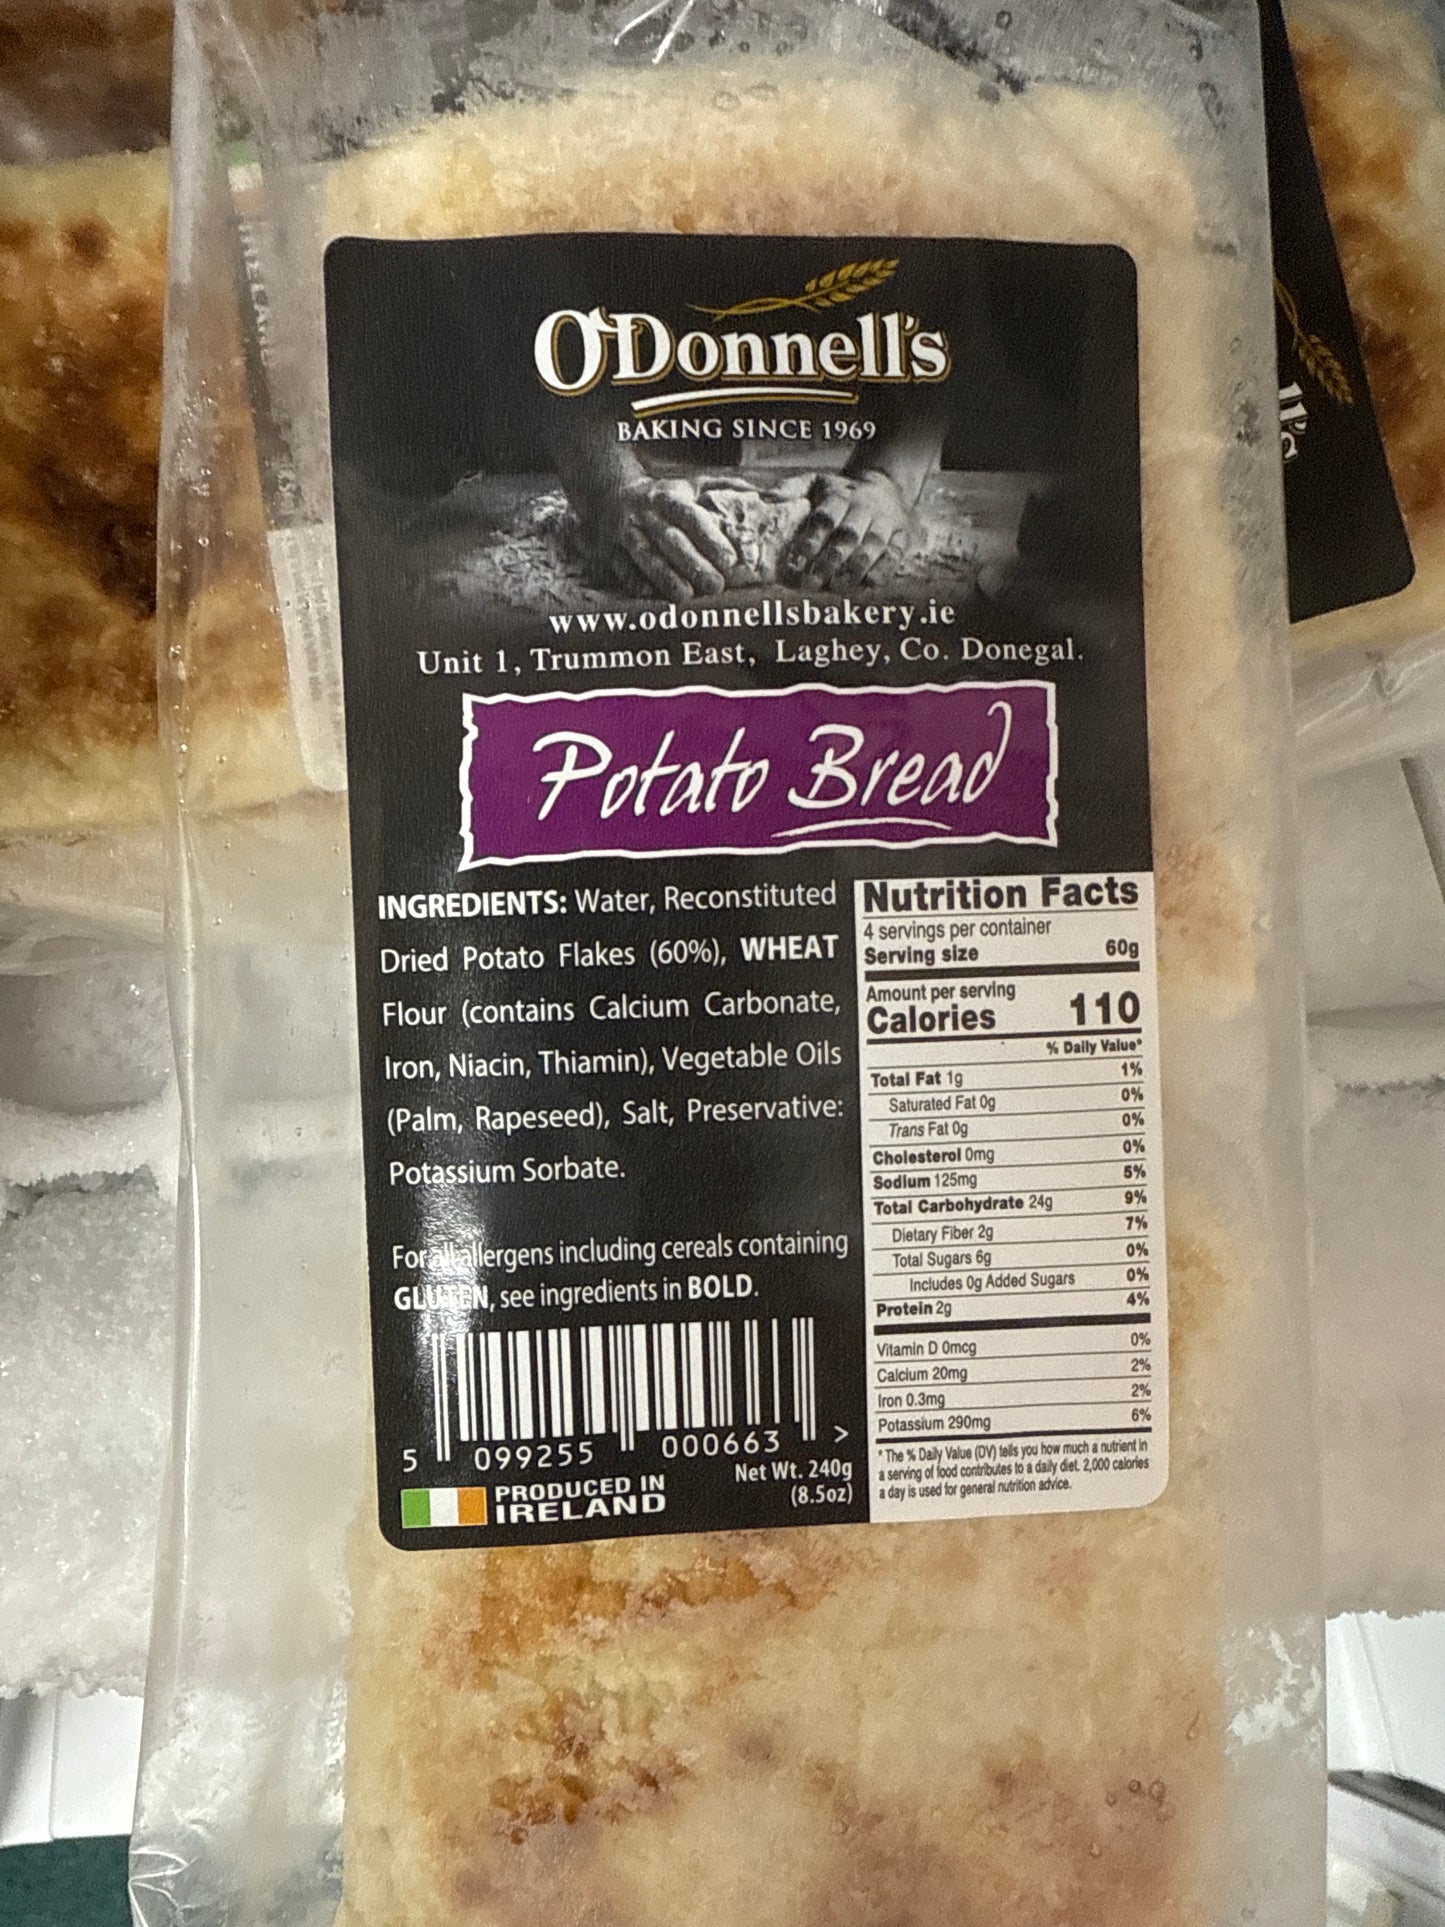 O'Donnell's
BAKING SINCE 1969
www.odonnellsbakery.ie
Unit 1, Trummon East, Laghey, Co. Donegal.
Potato Bread
INGREDIENTS: Water, Reconstituted
Dried Potato Flakes (60%), WHEAT
Flour (contains Calcium Carbonate,
Iron, Niacin, Thiamin), Vegetable Oils
(Palm, Rapeseed), Salt, Preservative:
Potassium Sorbate.
For all allergens including cereals containing
GLUTEN, see ingredients in BOLD.
5 099255 000663 >
PRODUCED IN
IRELAND
Net Wt. 240g
(8.5oz)
Nutrition Facts
4 servings per container
Serving size 60g
Amount per serving
Calories 110
% Daily Value*
Total Fat 1g 1%
Saturated Fat 0g 0%
Trans Fat 0g 0%
Cholesterol 0mg 0%
Sodium 125mg 5%
Total Carbohydrate 24g 9%
Dietary Fiber 2g 7%
Total Sugars 6g 0%
Includes 0g Added Sugars 0%
Protein 2g 4%
Vitamin D 0mcg 0%
Calcium 20mg 2%
Iron 0.3mg 2%
Potassium 290mg 6%
* The % Daily Value (DV) tells you how much a nutrient in
a serving of food contributes to a daily diet. 2,000 calories
a day is used for general nutrition advice.
IRELAND
ll's